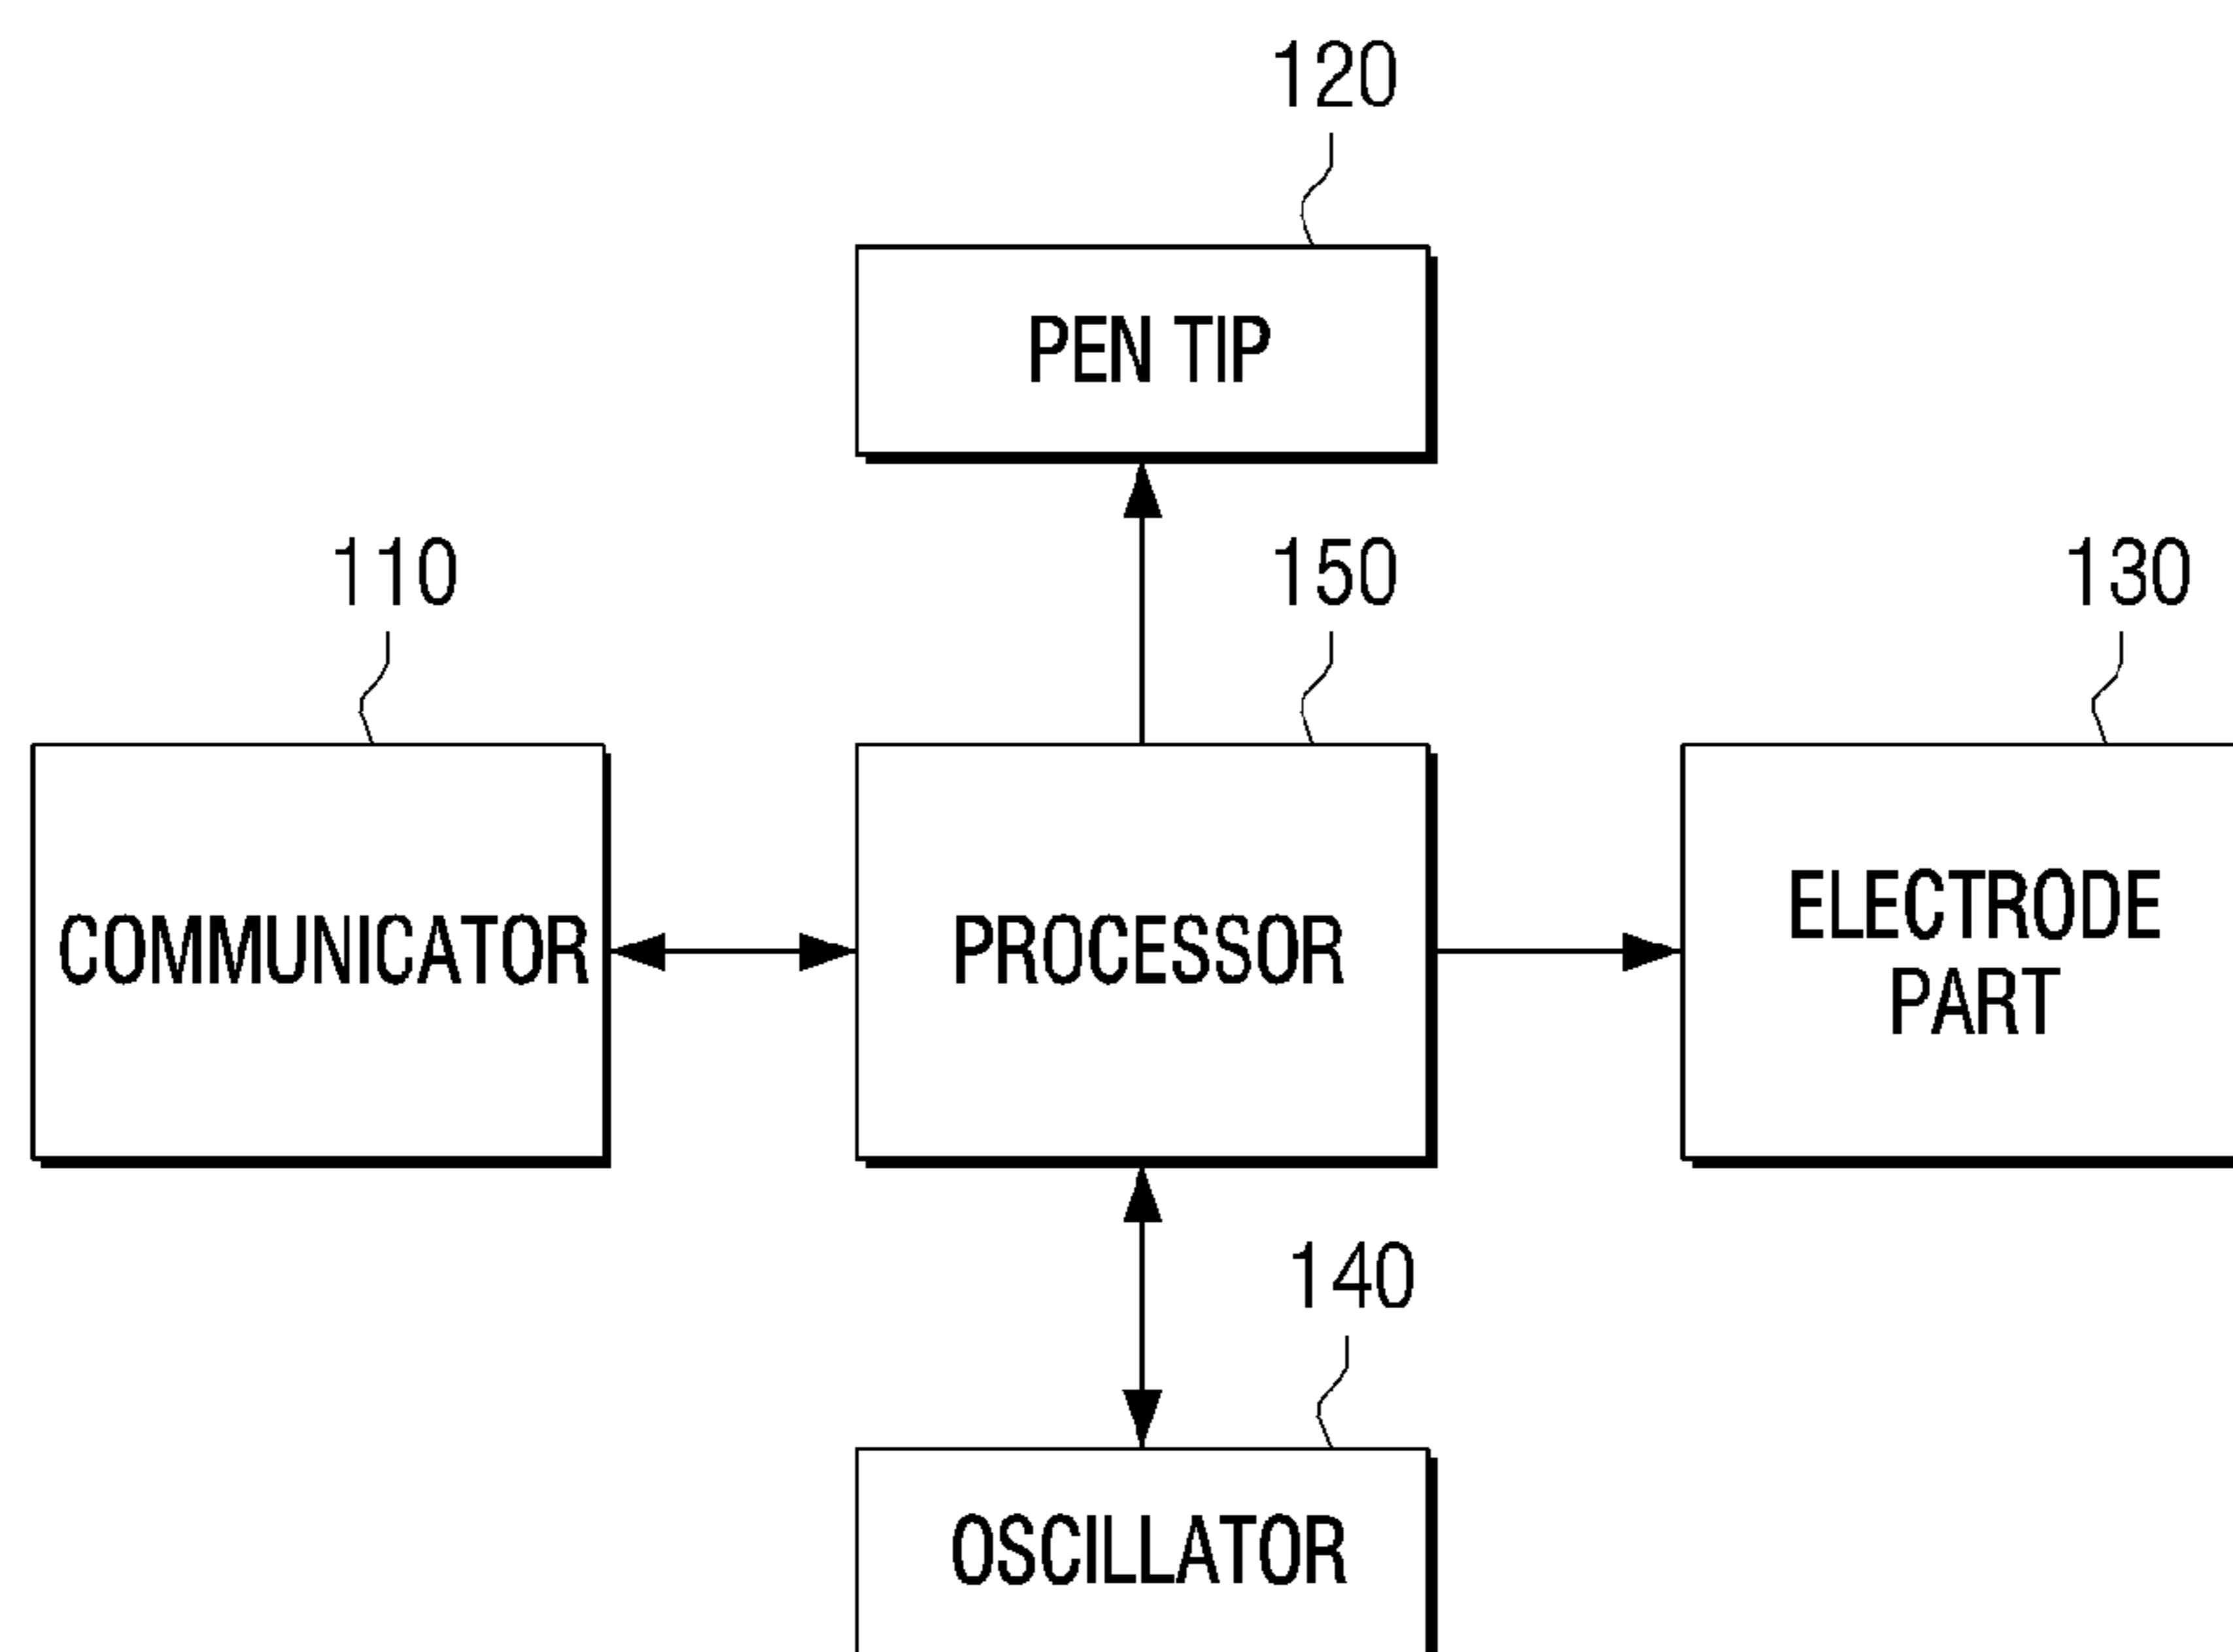 120
PEN TIP
110
150
130
COMMUNICATOR
PROCESSOR
ELECTRODE
PART
140
OSCILLATOR